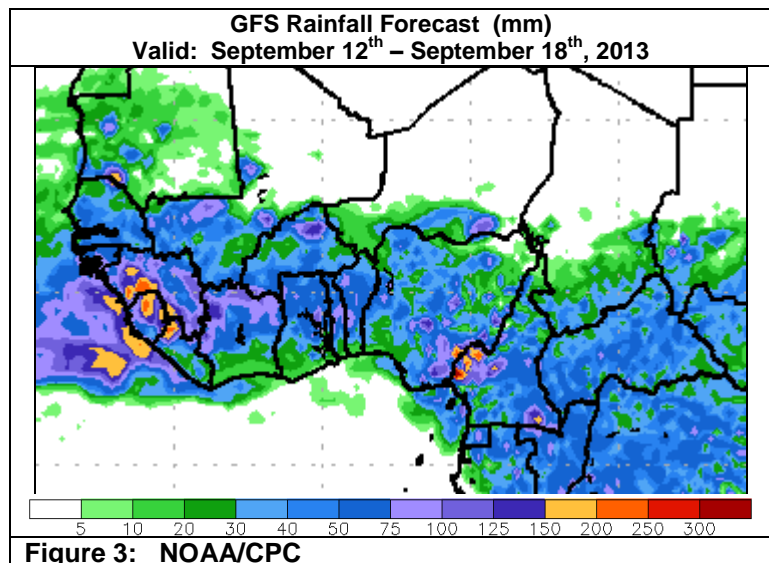 GFS Rainfall Forecast (mm)
Valid: September 12th – September 18th, 2013
5 10 20 30 40 50 75 100 125 150 200 250 300
Figure 3: NOAA/CPC